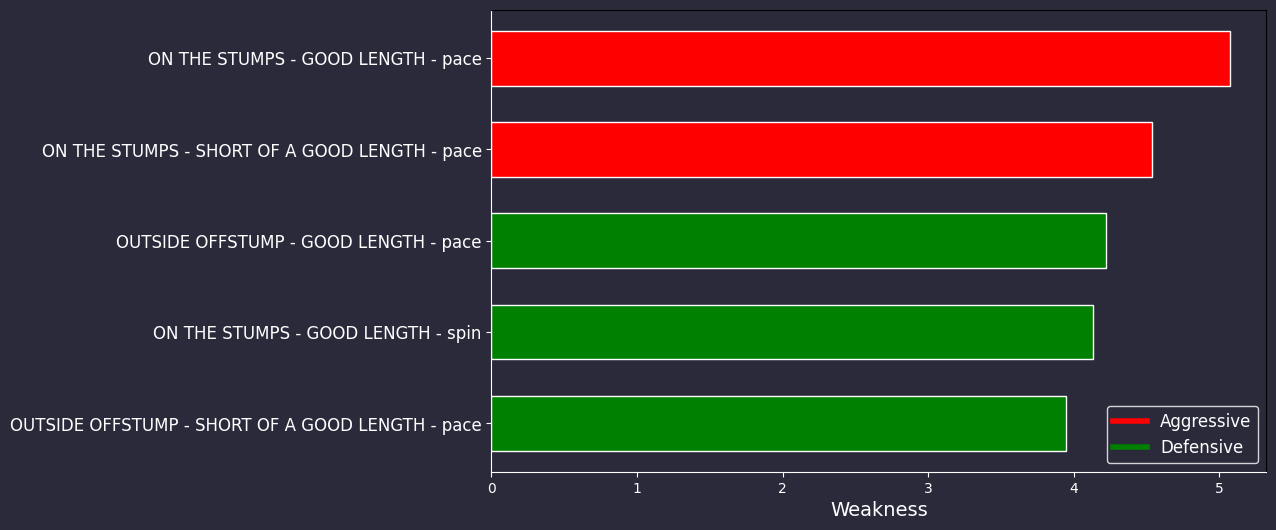 ON THE STUMPS - GOOD LENGTH - pace
ON THE STUMPS - SHORT OF A GOOD LENGTH - pace
OUTSIDE OFFSTUMP - GOOD LENGTH - pace
ON THE STUMPS - GOOD LENGTH - spin
OUTSIDE OFFSTUMP - SHORT OF A GOOD LENGTH - pace
Aggressive
Defensive
0 1 2 3 4 5
Weakness